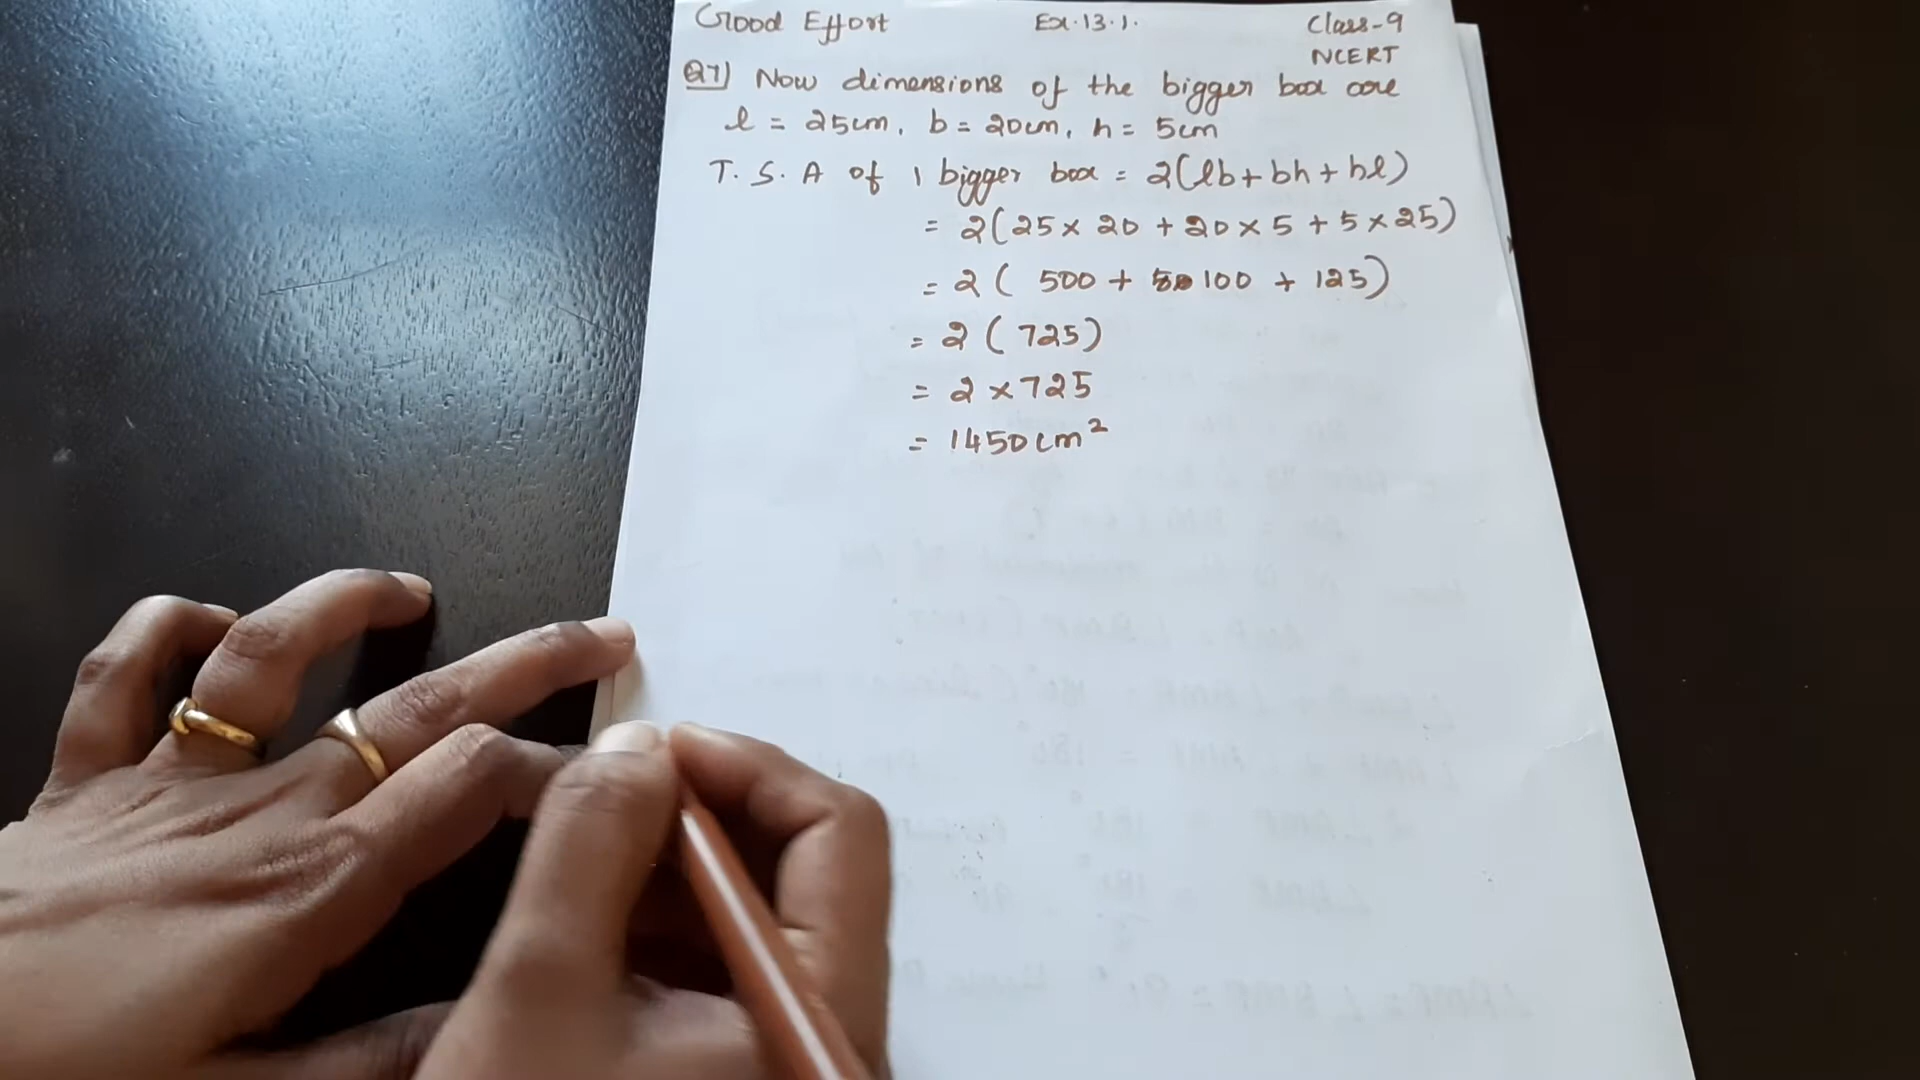 Good Effort Ex.13.1. Class-9
NCERT
Q7) Now dimensions of the bigger box are
l = 25cm, b = 20cm, h = 5cm
T.S.A of 1 bigger box = 2(lb+bh+hl)
= 2(25×20 + 20×5 + 5×25)
= 2( 500 + 100 + 125)
= 2 ( 725)
= 2 ×725
= 1450cm²